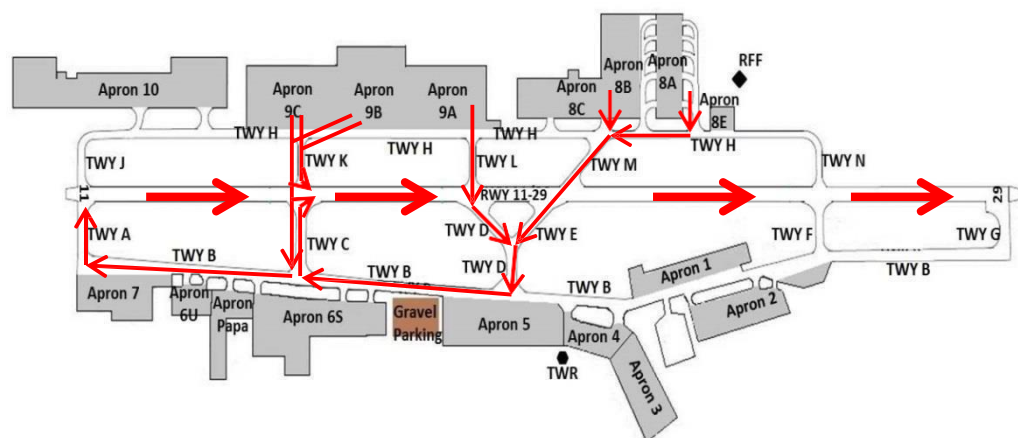 RFF
Apron
8B
Apron
8A
Apron 10
Apron
9C
Apron
9B
Apron
9A
Apron
8C
Apron
8E
TWY H
TWY H
TWY H
TWY H
TWY J
TWY K
TWY L
TWY M
TWY N
11
RWY 11-29
29
TWY A
TWY B
TWY C
TWY B
TWY D
TWY E
TWY D
TWY F
TWY G
TWY B
TWY B
Apron 7
Apron
6U
Apron
Papa
Apron 6S
Gravel
Parking
Apron 5
Apron 4
Apron 1
Apron 2
Apron 3
TWR